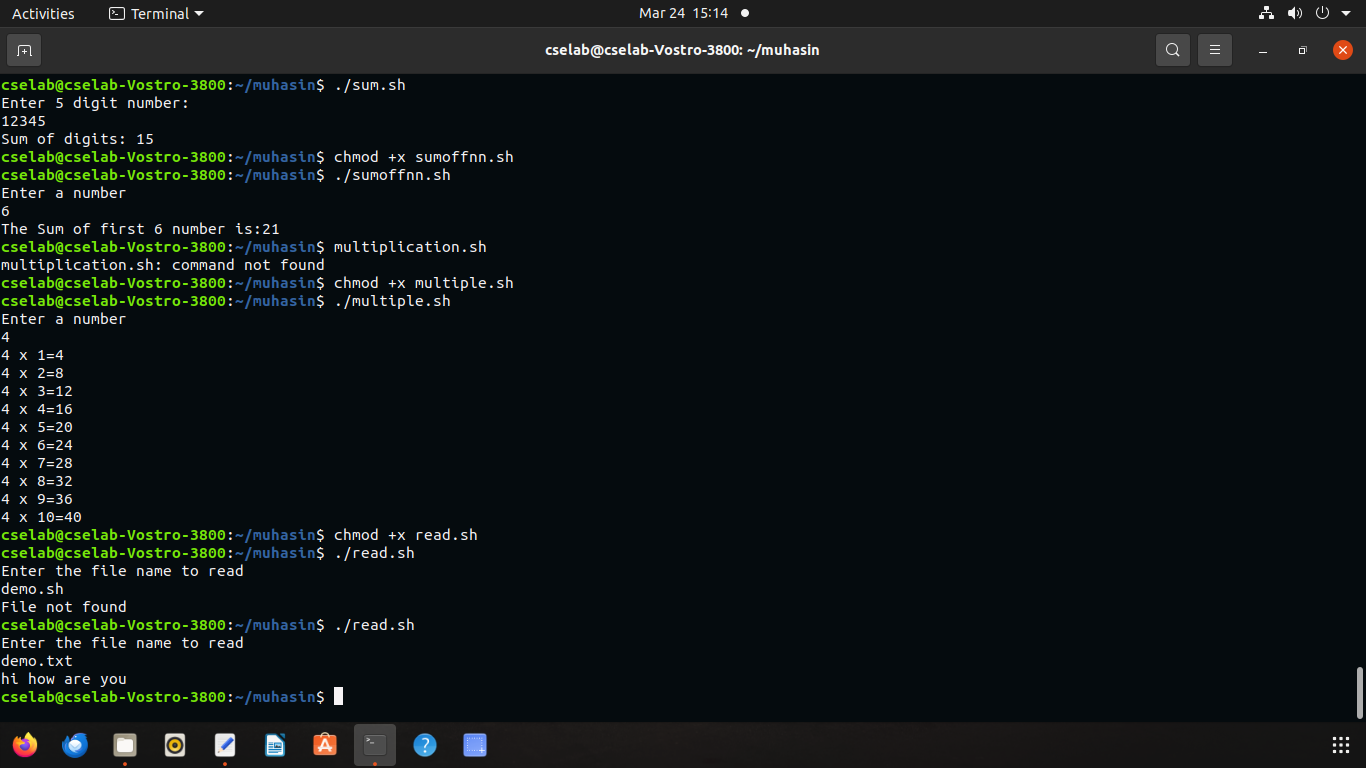 Activities Terminal Mar 24 15:14
cselab@cselab-Vostro-3800: ~/muhasin
cselab@cselab-Vostro-3800:~/muhasin$ ./sum.sh
Enter 5 digit number:
12345
Sum of digits: 15
cselab@cselab-Vostro-3800:~/muhasin$ chmod +x sumoffnn.sh
cselab@cselab-Vostro-3800:~/muhasin$ ./sumoffnn.sh
Enter a number
6
The Sum of first 6 number is:21
cselab@cselab-Vostro-3800:~/muhasin$ multiplication.sh
multiplication.sh: command not found
cselab@cselab-Vostro-3800:~/muhasin$ chmod +x multiple.sh
cselab@cselab-Vostro-3800:~/muhasin$ ./multiple.sh
Enter a number
4
4 x 1=4
4 x 2=8
4 x 3=12
4 x 4=16
4 x 5=20
4 x 6=24
4 x 7=28
4 x 8=32
4 x 9=36
4 x 10=40
cselab@cselab-Vostro-3800:~/muhasin$ chmod +x read.sh
cselab@cselab-Vostro-3800:~/muhasin$ ./read.sh
Enter the file name to read
demo.sh
File not found
cselab@cselab-Vostro-3800:~/muhasin$ ./read.sh
Enter the file name to read
demo.txt
hi how are you
cselab@cselab-Vostro-3800:~/muhasin$